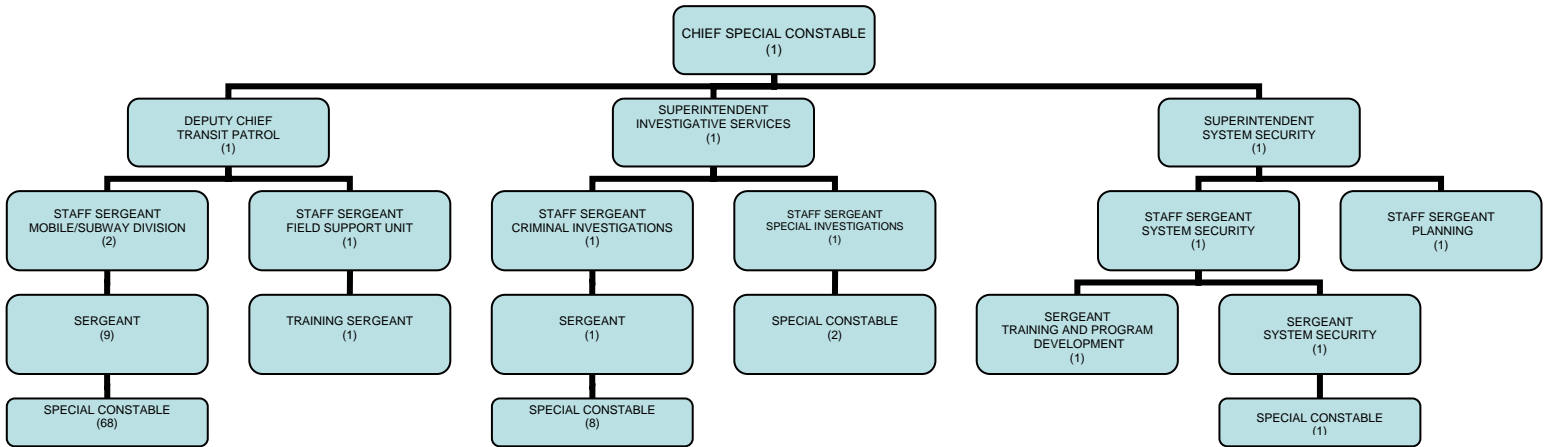 CHIEF SPECIAL CONSTABLE
(1)
DEPUTY CHIEF
TRANSIT PATROL
(1)
SUPERINTENDENT
INVESTIGATIVE SERVICES
(1)
SUPERINTENDENT
SYSTEM SECURITY
(1)
STAFF SERGEANT
MOBILE/SUBWAY DIVISION
(2)
STAFF SERGEANT
FIELD SUPPORT UNIT
(1)
STAFF SERGEANT
CRIMINAL INVESTIGATIONS
(1)
STAFF SERGEANT
SPECIAL INVESTIGATIONS
(1)
STAFF SERGEANT
SYSTEM SECURITY
(1)
STAFF SERGEANT
PLANNING
(1)
SERGEANT
(9)
TRAINING SERGEANT
(1)
SERGEANT
(1)
SPECIAL CONSTABLE
(2)
SERGEANT
TRAINING AND PROGRAM
DEVELOPMENT
(1)
SERGEANT
SYSTEM SECURITY
(1)
SPECIAL CONSTABLE
(68)
SPECIAL CONSTABLE
(8)
SPECIAL CONSTABLE
(1)